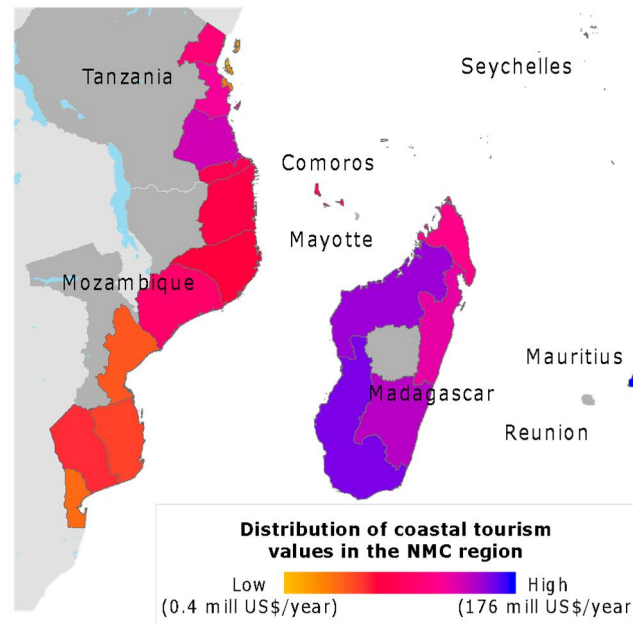 Tanzania
Seychelles
Comoros
Mayotte
Mozambique
Mauritius
Madagascar
Reunion
Distribution of coastal tourism
values in the NMC region
Low
(0.4 mill US$/year)
High
(176 mill US$/year)